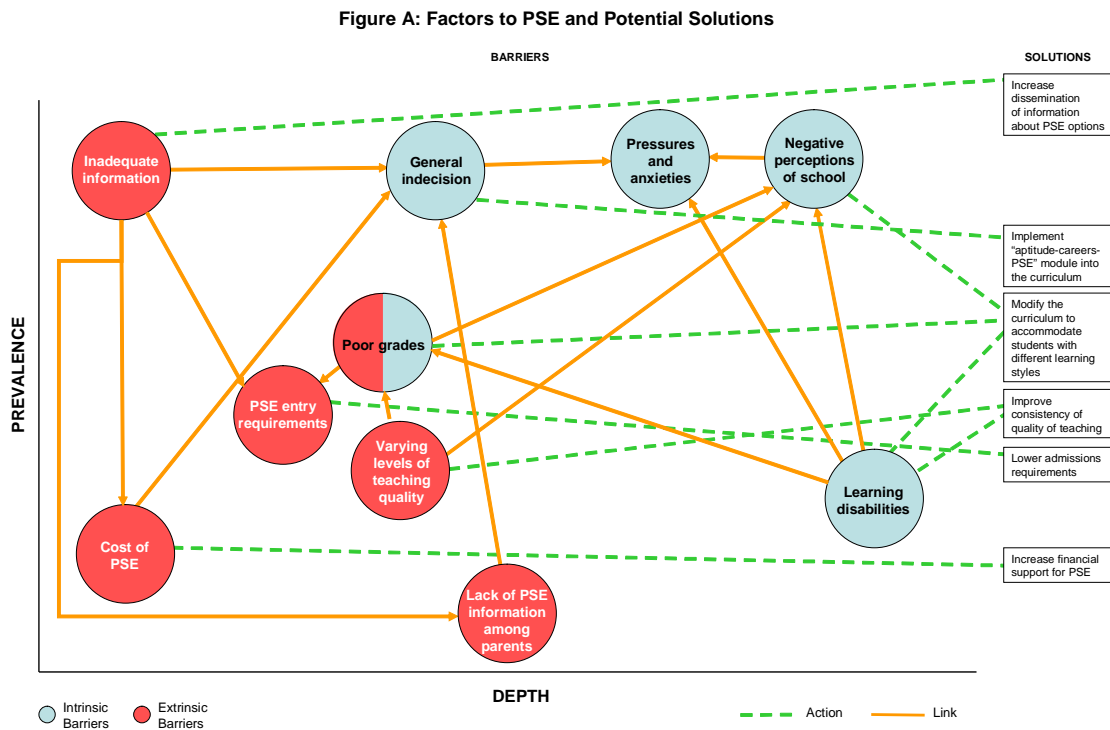 Figure A: Factors to PSE and Potential Solutions
BARRIERS
SOLUTIONS
Increase
dissemination
of information
about PSE options
Inadequate
information
General
indecision
Pressures
and
anxieties
Negative
perceptions
of school
Implement
“aptitude-careers-
PSE” module into
the curriculum
Modify the
curriculum to
accommodate
students with
different learning
styles
Poor grades
PSE entry
requirements
Varying
levels of
teaching
quality
Improve
consistency of
quality of teaching
Lower admissions
requirements
Learning
disabilities
Cost of
PSE
Increase financial
support for PSE
Lack of PSE
information
among
parents
PREVALENCE
DEPTH
Intrinsic
Barriers
Extrinsic
Barriers
Action
Link